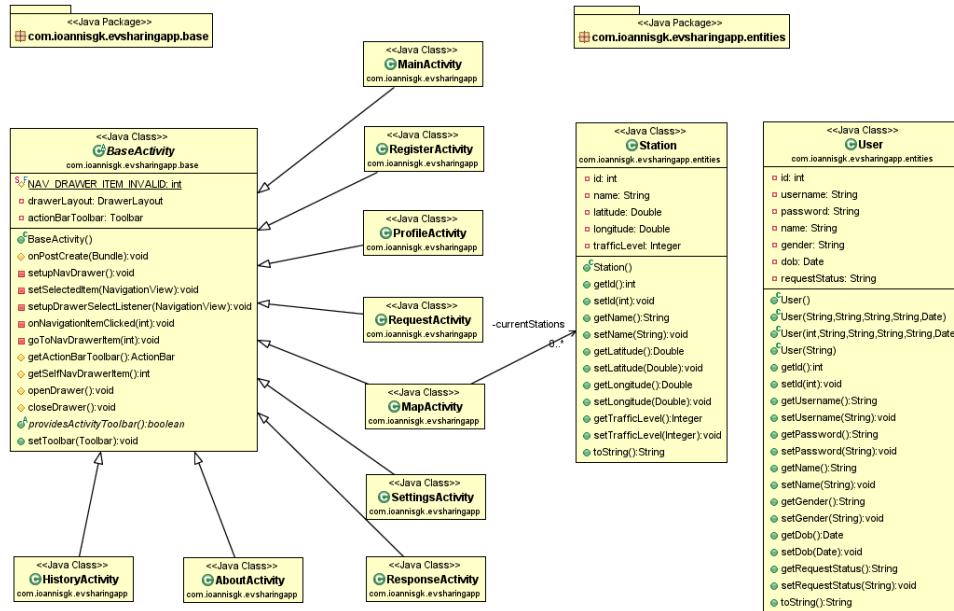 <<Java Package>>
com.ioannisgk.evsharingapp.base
<<Java Package>>
com.ioannisgk.evsharingapp.entities
<<Java Class>>
MainActivity
com.ioannisgk.evsharingapp
<<Java Class>>
BaseActivity
com.ioannisgk.evsharingapp.base
NAV_DRAWER_ITEM_INVALID: int
drawerLayout: DrawerLayout
actionBarToolbar: Toolbar
BaseActivity()
onPostCreate(Bundle):void
setupNavDrawer():void
setSelectedItem(NavigationView):void
setupDrawerSelectListener(NavigationView):void
onNavigationItemClicked(int):void
goToNavDrawerItem(int):void
getActionBarToolbar():ActionBar
getSelfNavDrawerItem():int
openDrawer():void
closeDrawer():void
providesActivityToolbar():boolean
setToolbar(Toolbar):void
<<Java Class>>
RegisterActivity
com.ioannisgk.evsharingapp
<<Java Class>>
ProfileActivity
com.ioannisgk.evsharingapp
<<Java Class>>
RequestActivity
com.ioannisgk.evsharingapp
<<Java Class>>
MapActivity
com.ioannisgk.evsharingapp
-currentStations
0..*
<<Java Class>>
SettingsActivity
com.ioannisgk.evsharingapp
<<Java Class>>
HistoryActivity
com.ioannisgk.evsharingapp
<<Java Class>>
AboutActivity
com.ioannisgk.evsharingapp
<<Java Class>>
ResponseActivity
com.ioannisgk.evsharingapp
<<Java Class>>
Station
com.ioannisgk.evsharingapp.entities
id: int
name: String
latitude: Double
longitude: Double
trafficLevel: Integer
Station()
getId():int
setId(int):void
getName():String
setName(String):void
getLatitude():Double
setLatitude(Double):void
getLongitude():Double
setLongitude(Double):void
getTrafficLevel():Integer
setTrafficLevel(Integer):void
toString():String
<<Java Class>>
User
com.ioannisgk.evsharingapp.entities
id: int
username: String
password: String
name: String
gender: String
dob: Date
requestStatus: String
User()
User(String,String,String,String,Date)
User(int,String,String,String,String,Date
User(String)
getId():int
setId(int):void
getUsername():String
setUsername(String):void
getPassword():String
setPassword(String):void
getName():String
setName(String):void
getGender():String
setGender(String):void
getDob():Date
setDob(Date):void
getRequestStatus():String
setRequestStatus(String):void
toString():String